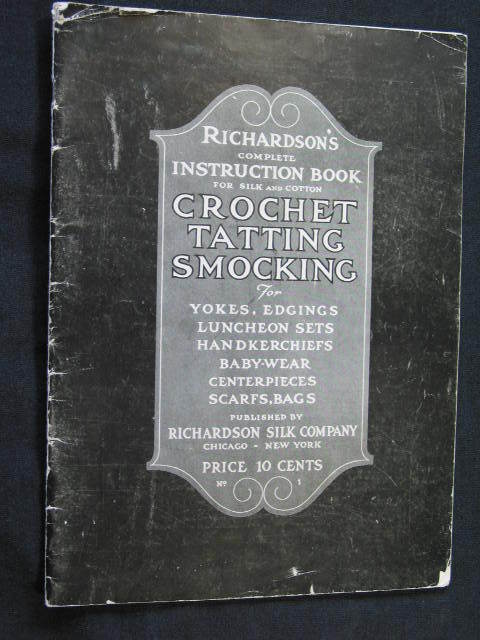 RICHARDSON'S
COMPLETE
INSTRUCTION BOOK
FOR SILK AND COTTON
CROCHET
TATTING
SMOCKING
For
YOKES, EDGINGS
LUNCHEON SETS
HANDKERCHIEFS
BABY-WEAR
CENTERPIECES
SCARFS, BAGS
PUBLISHED BY
RICHARDSON SILK COMPANY
CHICAGO - NEW YORK
PRICE 10 CENTS
Nº 1